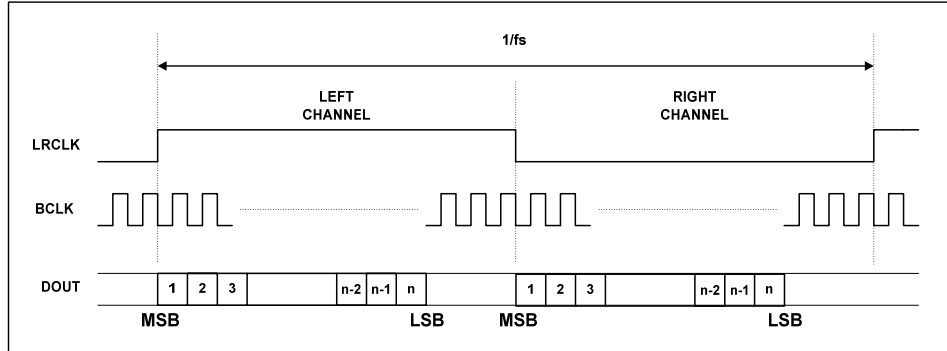 1/fs
LEFT
CHANNEL
RIGHT
CHANNEL
LRCLK
BCLK
DOUT
1 2 3 n-2 n-1 n 1 2 3 n-2 n-1 n
MSB LSB MSB LSB